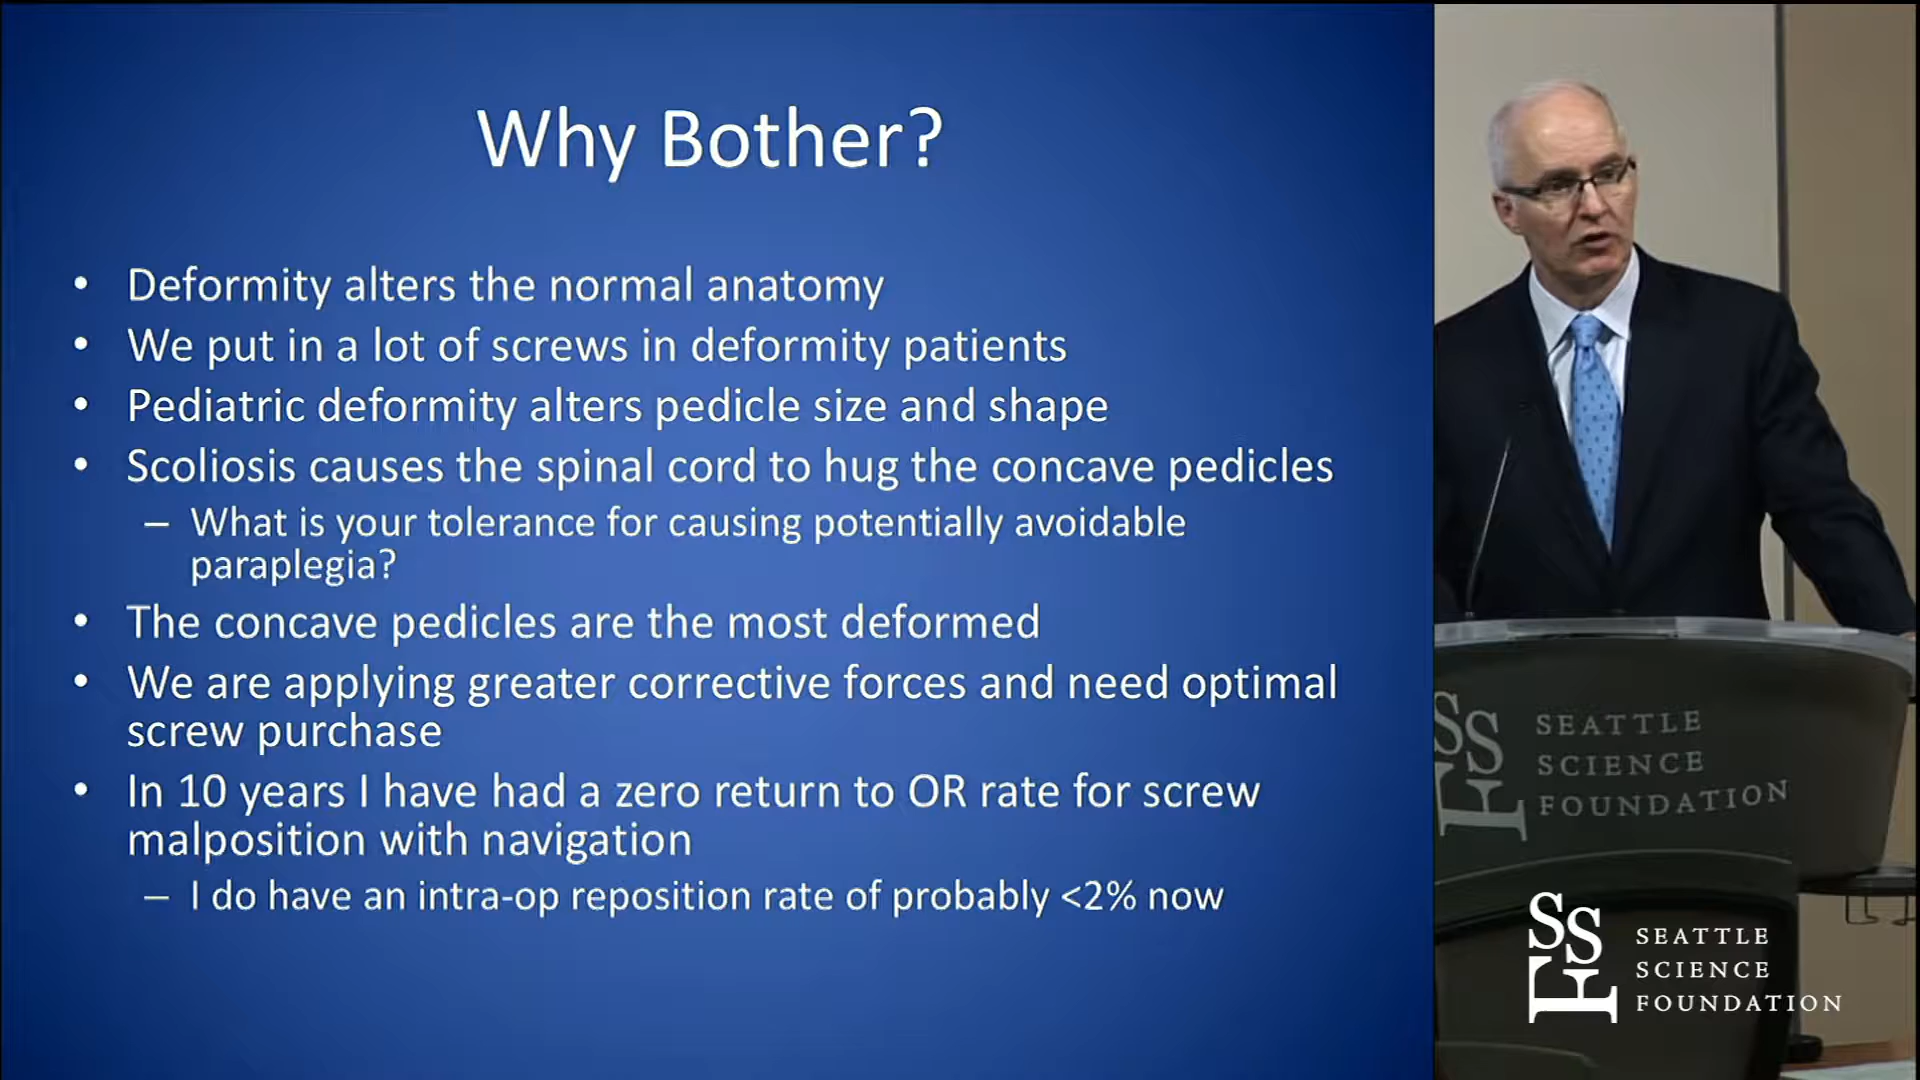 Why Bother?
• Deformity alters the normal anatomy
• We put in a lot of screws in deformity patients
• Pediatric deformity alters pedicle size and shape
• Scoliosis causes the spinal cord to hug the concave pedicles
– What is your tolerance for causing potentially avoidable
paraplegia?
• The concave pedicles are the most deformed
• We are applying greater corrective forces and need optimal
screw purchase
• In 10 years I have had a zero return to OR rate for screw
malposition with navigation
– I do have an intra-op reposition rate of probably <2% now
SSF
SEATTLE
SCIENCE
FOUNDATION
SSF
SEATTLE
SCIENCE
FOUNDATION